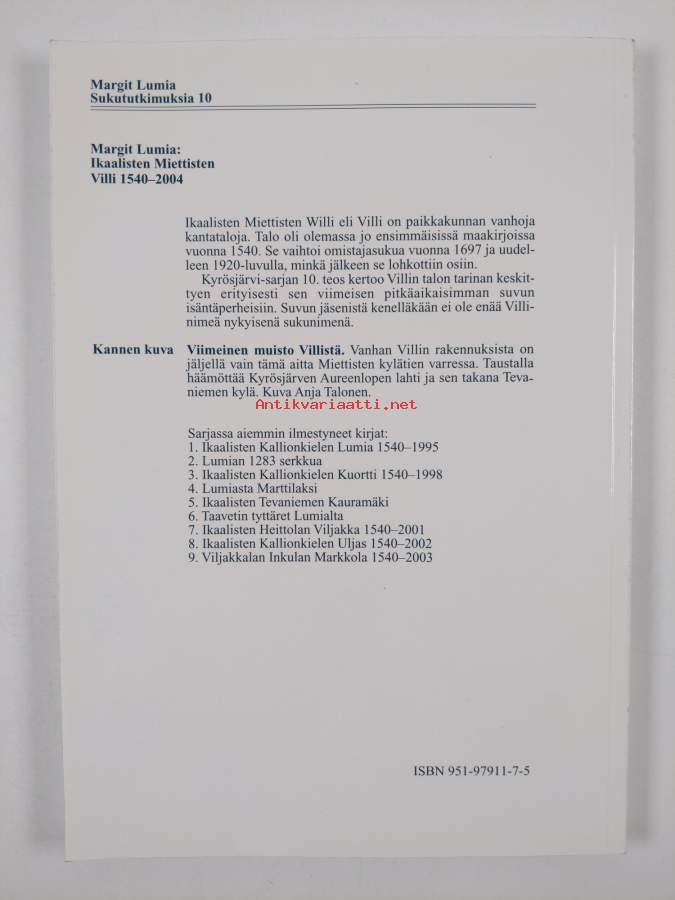 Margit Lumia
Sukututkimuksia 10
Margit Lumia:
Ikaalisten Miettisten
Villi 1540–2004
Ikaalisten Miettisten Willi eli Villi on paikkakunnan vanhoja
kantataloja. Talo oli olemassa jo ensimmäisissä maakirjoissa
vuonna 1540. Se vaihtoi omistajasukua vuonna 1697 ja uudel-
leen 1920-luvulla, minkä jälkeen se lohkottiin osiin.
Kyrösjärvi-sarjan 10. teos kertoo Villin talon tarinan keskit-
tyen erityisesti sen viimeisen pitkäaikaisimman suvun
isäntäperheisiin. Suvun jäsenistä kenelläkään ei ole enää Villi-
nimeä nykyisenä sukunimenä.
Kannen kuva Viimeinen muisto Villistä. Vanhan Villin rakennuksista on
jäljellä vain tämä aitta Miettisten kylätien varressa. Taustalla
häämöttää Kyrösjärven Aureenlopen lahti ja sen takana Teva-
niemen kylä. Kuva Anja Talonen.
Antikvariaatti.net
Sarjassa aiemmin ilmestyneet kirjat:
1. Ikaalisten Kallionkielen Lumia 1540–1995
2. Lumian 1283 serkkua
3. Ikaalisten Kallionkielen Kuortti 1540–1998
4. Lumiasta Marttilaksi
5. Ikaalisten Tevaniemen Kauramäki
6. Taavetin tyttäret Lumialta
7. Ikaalisten Heittolan Viljakka 1540–2001
8. Ikaalisten Kallionkielen Uljas 1540–2002
9. Viljakkalan Inkulan Markkola 1540–2003
ISBN 951-97911-7-5